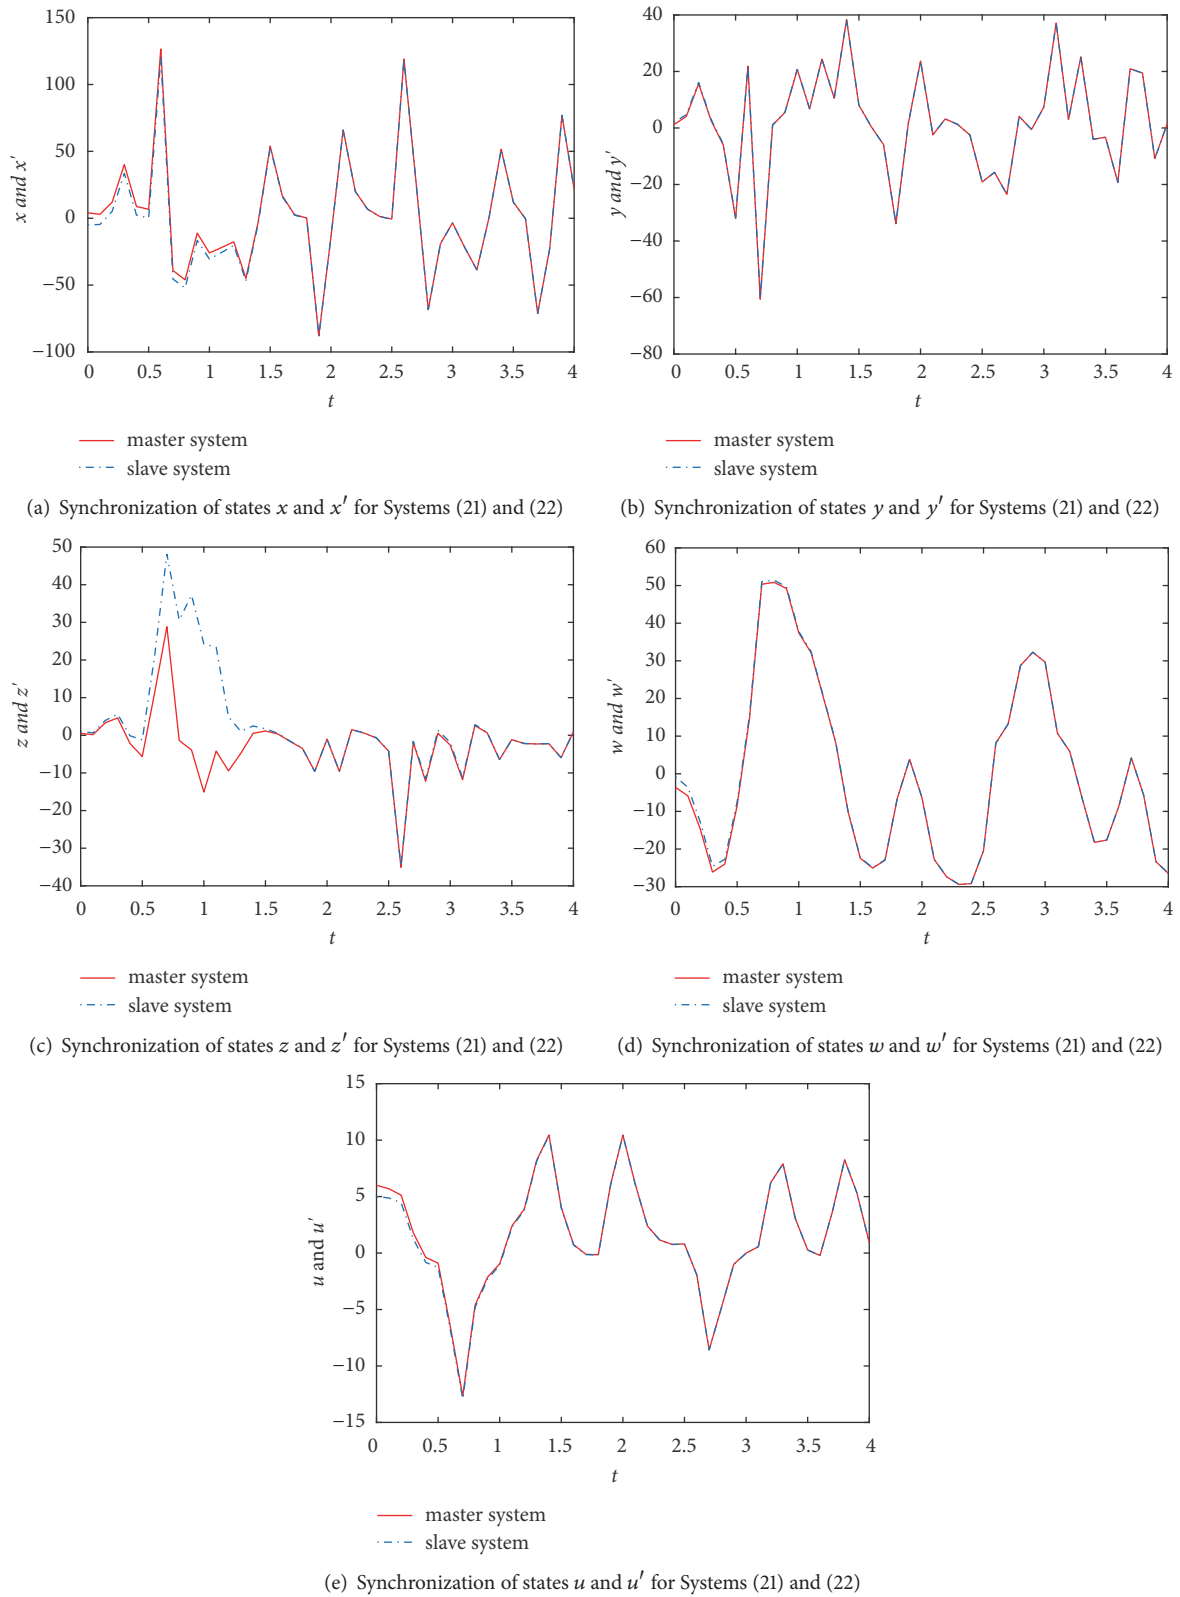 150
100
50
0
−50
−100
x and x′
0 0.5 1 1.5 2 2.5 3 3.5 4
t
master system
slave system
(a) Synchronization of states x and x′ for Systems (21) and (22)
40
20
0
−20
−40
−60
−80
y and y′
0 0.5 1 1.5 2 2.5 3 3.5 4
t
master system
slave system
(b) Synchronization of states y and y′ for Systems (21) and (22)
50
40
30
20
10
0
−10
−20
−30
−40
z and z′
0 0.5 1 1.5 2 2.5 3 3.5 4
t
master system
slave system
(c) Synchronization of states z and z′ for Systems (21) and (22)
60
50
40
30
20
10
0
−10
−20
−30
w and w′
0 0.5 1 1.5 2 2.5 3 3.5 4
t
master system
slave system
(d) Synchronization of states w and w′ for Systems (21) and (22)
15
10
5
0
−5
−10
−15
u and u′
0 0.5 1 1.5 2 2.5 3 3.5 4
t
master system
slave system
(e) Synchronization of states u and u′ for Systems (21) and (22)